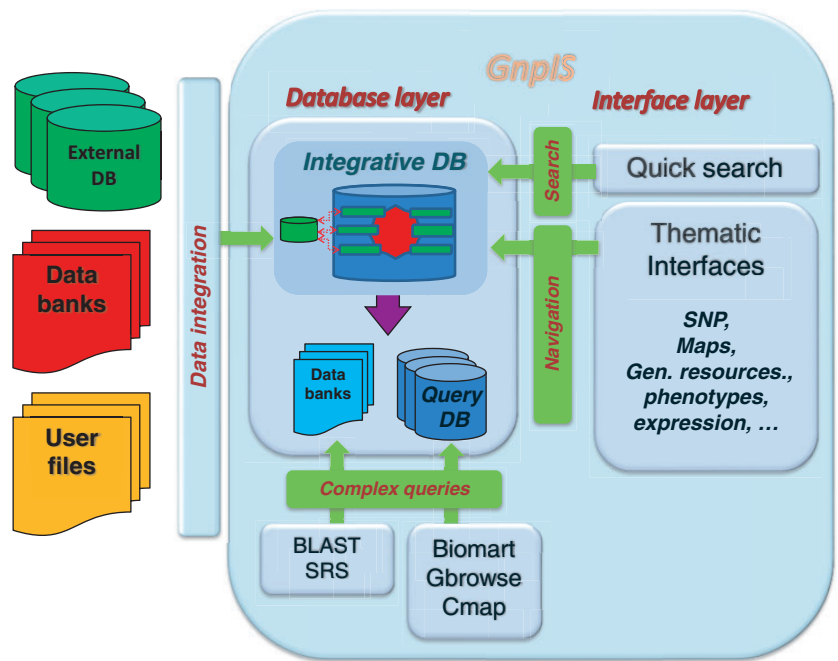 GnpIS
Database layer
Interface layer
External
DB
Data
banks
User
files
Data integration
Integrative DB
Search
Quick search
Navigation
Thematic
Interfaces
SNP,
Maps,
Gen. resources.,
phenotypes,
expression, ...
Data
banks
Query
DB
Complex queries
BLAST
SRS
Biomart
Gbrowse
Cmap